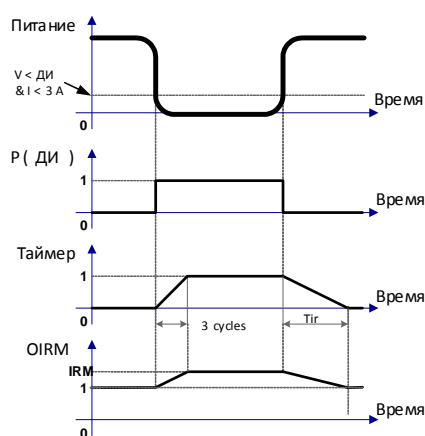 Питание
V < ДИ
& I < 3 А
Время
0
Р ( ДИ )
1
Время
0
Таймер
1
Время
0
3 cycles
Tir
OIRM
IRM
1
Время
0